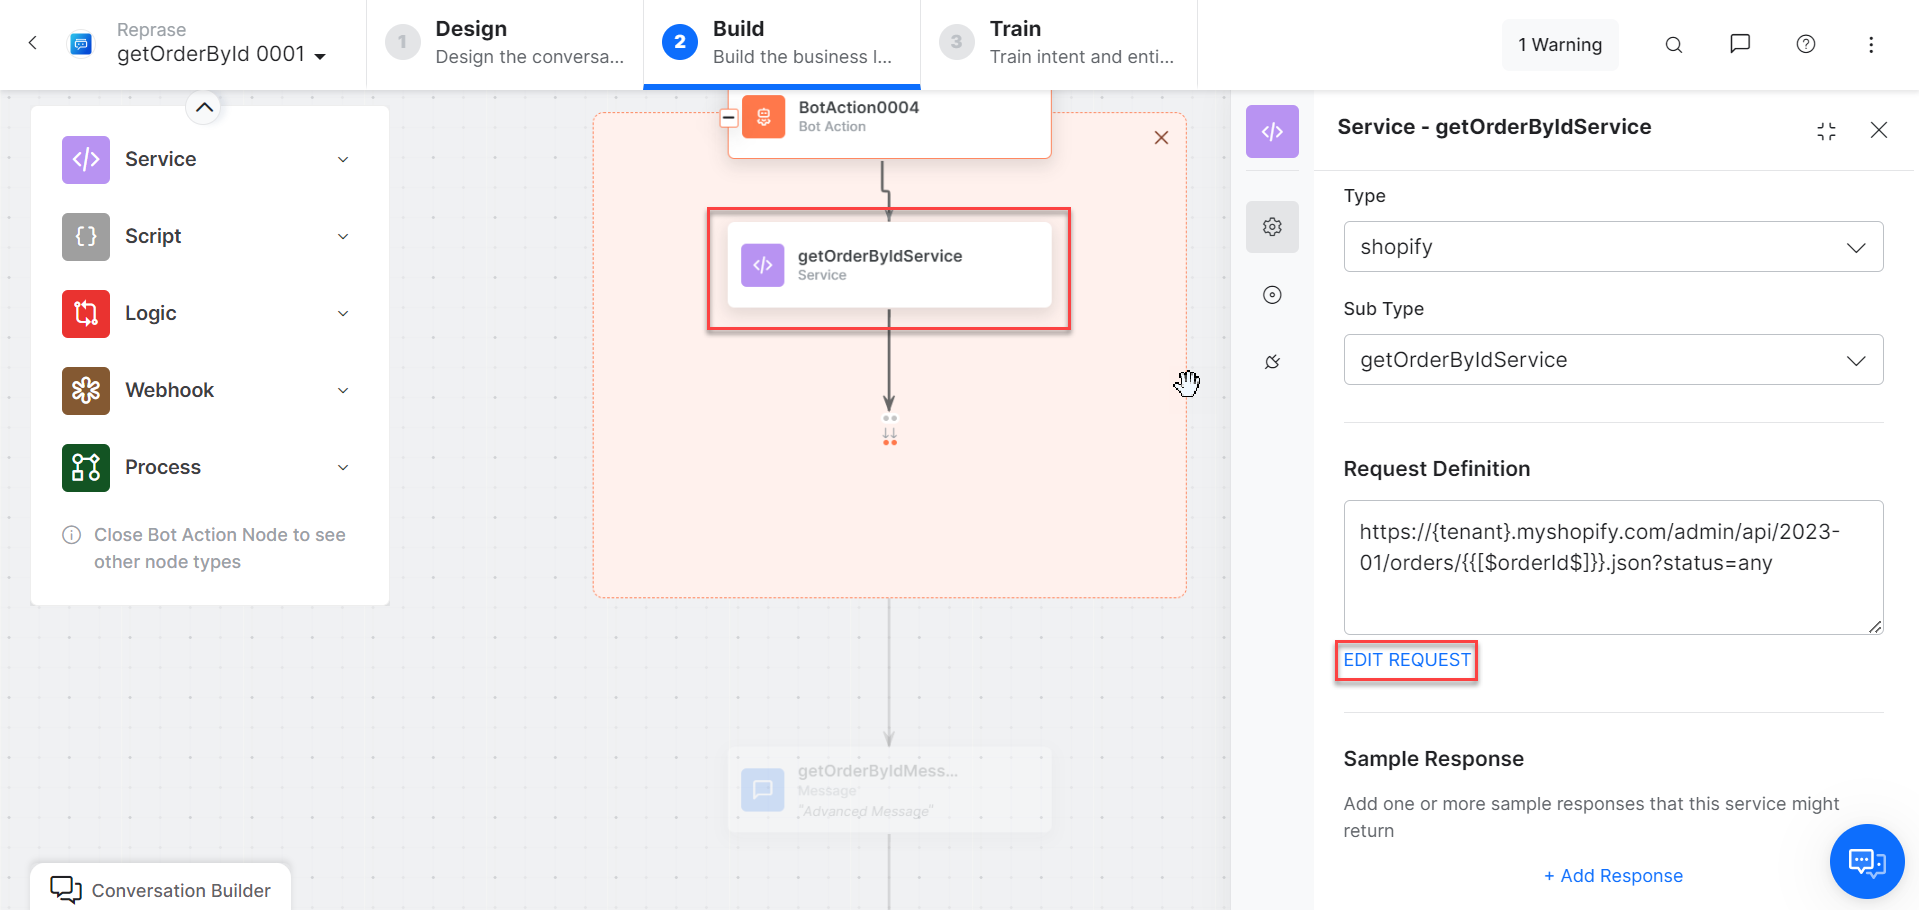 Reprase
getOrderById 0001
1
Design
Design the conversa...
2
Build
Build the business l...
3
Train
Train intent and enti...
1 Warning
Service
Script
Logic
Webhook
Process
Close Bot Action Node to see
other node types
Conversation Builder
BotAction0004
Bot Action
getOrderByIdService
Service
getOrderByIdMess...
Message
"Advanced Message"
Service - getOrderByIdService
Type
shopify
Sub Type
getOrderByIdService
Request Definition
https://{tenant}.myshopify.com/admin/api/2023-
01/orders/{{[$orderId$]}}.json?status=any
EDIT REQUEST
Sample Response
Add one or more sample responses that this service might
return
+ Add Response